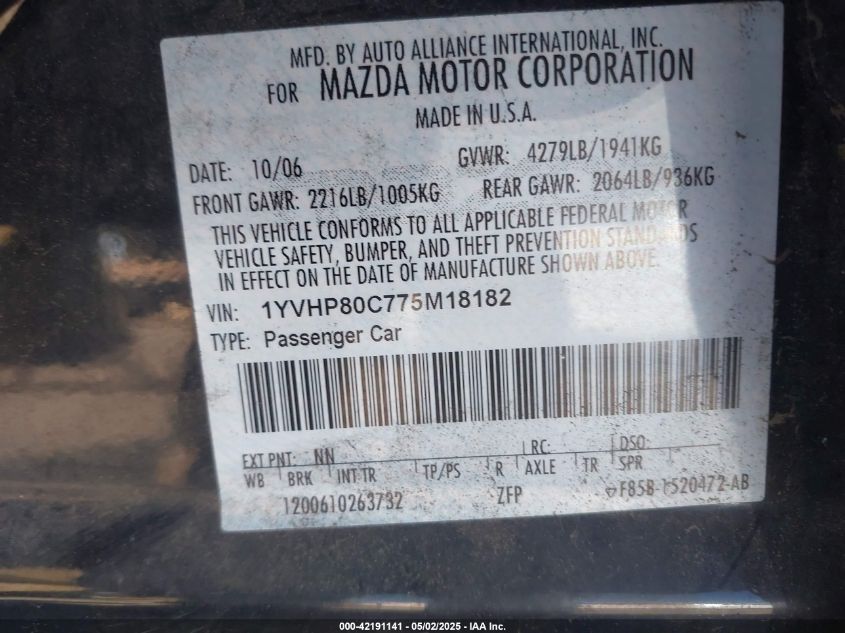 MFD. BY AUTO ALLIANCE INTERNATIONAL, INC.
FOR MAZDA MOTOR CORPORATION
MADE IN U.S.A.
DATE: 10/06 GVWR: 4279LB/1941KG
FRONT GAWR: 2216LB/1005KG REAR GAWR: 2064LB/936KG
THIS VEHICLE CONFORMS TO ALL APPLICABLE FEDERAL MOTOR
VEHICLE SAFETY, BUMPER, AND THEFT PREVENTION STANDARDS
IN EFFECT ON THE DATE OF MANUFACTURE SHOWN ABOVE.
VIN: 1YVHP80C775M18182
TYPE: Passenger Car
EXT PNT: NN RC: DSO:
WB BRK INT TR TP/PS R AXLE TR SPR
1200610263732 ZFP F85B-1520472-AB
000-42191141 - 05/02/2025 - IAA Inc.